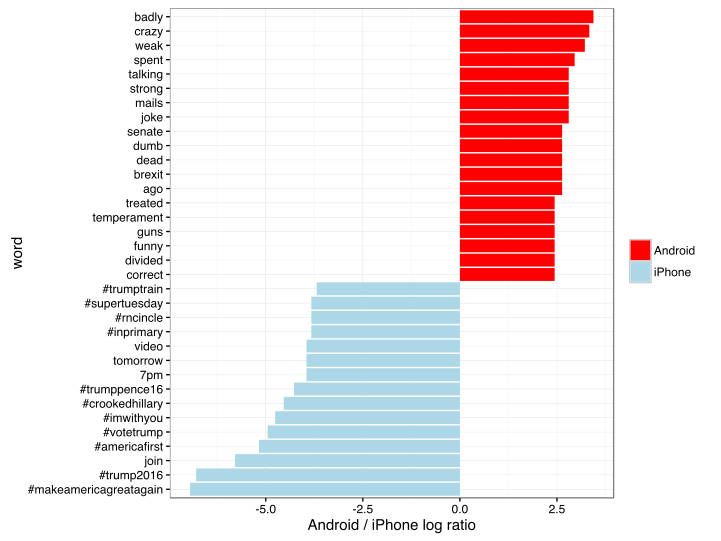 badly
crazy
weak
spent
talking
strong
mails
joke
senate
dumb
dead
brexit
ago
treated
temperament
guns
funny
divided
correct
#trumptrain
#supertuesday
#rncincle
#inprimary
video
tomorrow
7pm
#trumppence16
#crookedhillary
#imwithyou
#votetrump
#americafirst
join
#trump2016
#makeamericagreatagain
word
-5.0 -2.5 0.0 2.5
Android / iPhone log ratio
Android
iPhone